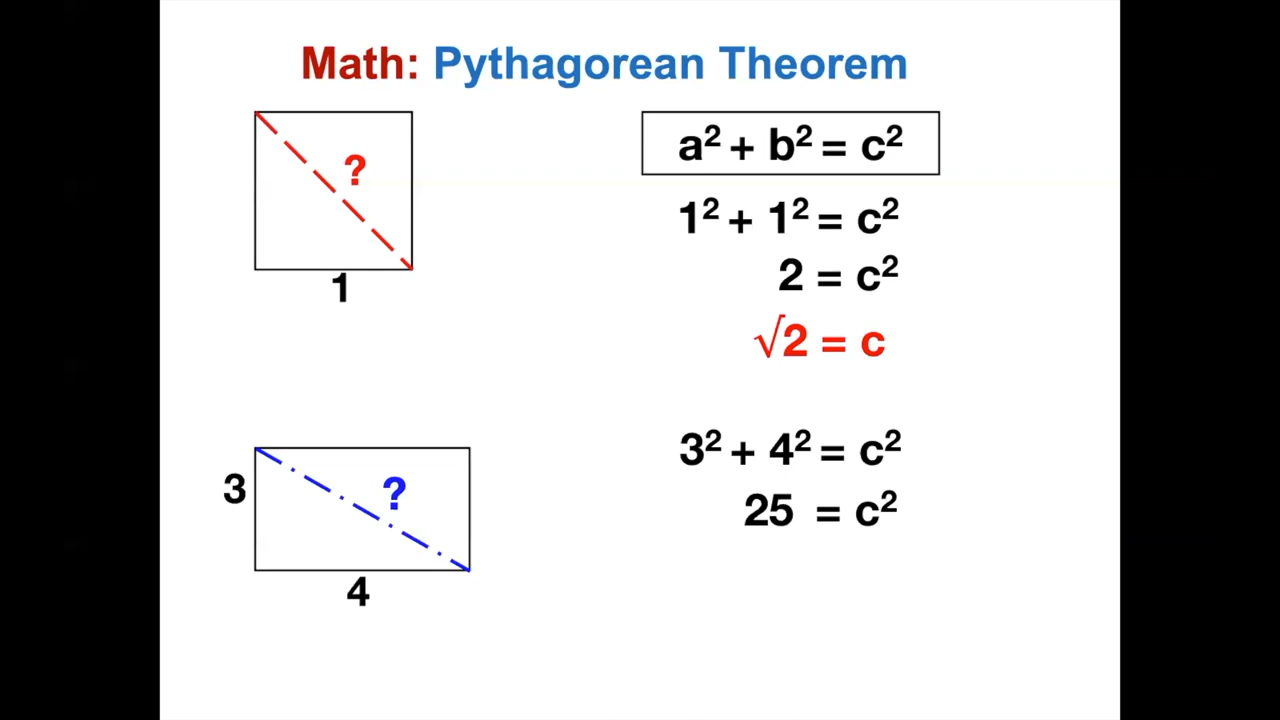 Math: Pythagorean Theorem
?
1
a² + b² = c²
1² + 1² = c²
2 = c²
√2 = c
3
?
4
3² + 4² = c²
25 = c²